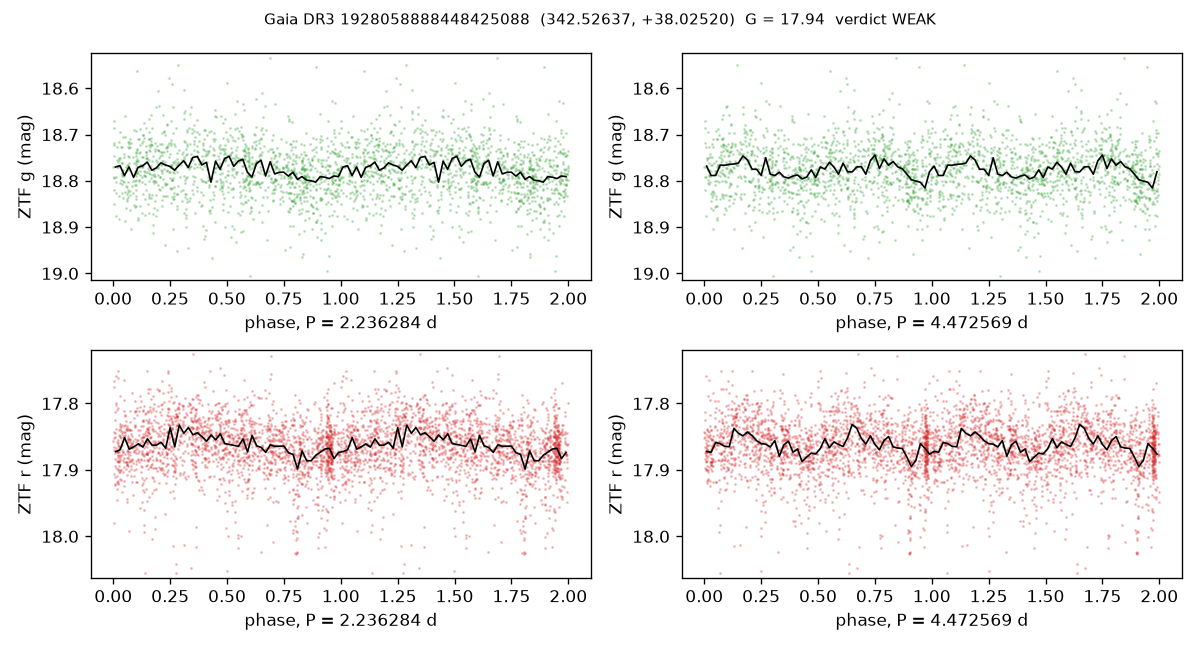 Gaia DR3 1928058888448425088  (342.52637, +38.02520)  G = 17.94  verdict WEAK
ZTF g (mag)
18.6
18.7
18.8
18.9
19.0
0.00 0.25 0.50 0.75 1.00 1.25 1.50 1.75 2.00
phase, P = 2.236284 d
ZTF g (mag)
18.6
18.7
18.8
18.9
19.0
0.00 0.25 0.50 0.75 1.00 1.25 1.50 1.75 2.00
phase, P = 4.472569 d
ZTF r (mag)
17.8
17.9
18.0
0.00 0.25 0.50 0.75 1.00 1.25 1.50 1.75 2.00
phase, P = 2.236284 d
ZTF r (mag)
17.8
17.9
18.0
0.00 0.25 0.50 0.75 1.00 1.25 1.50 1.75 2.00
phase, P = 4.472569 d